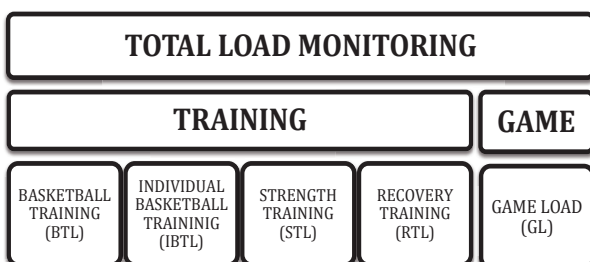 TOTAL LOAD MONITORING
TRAINING
GAME
BASKETBALL
TRAINING
(BTL)
INDIVIDUAL
BASKETBALL
TRAININIG
(IBTL)
STRENGTH
TRAINING
(STL)
RECOVERY
TRAINING
(RTL)
GAME LOAD
(GL)